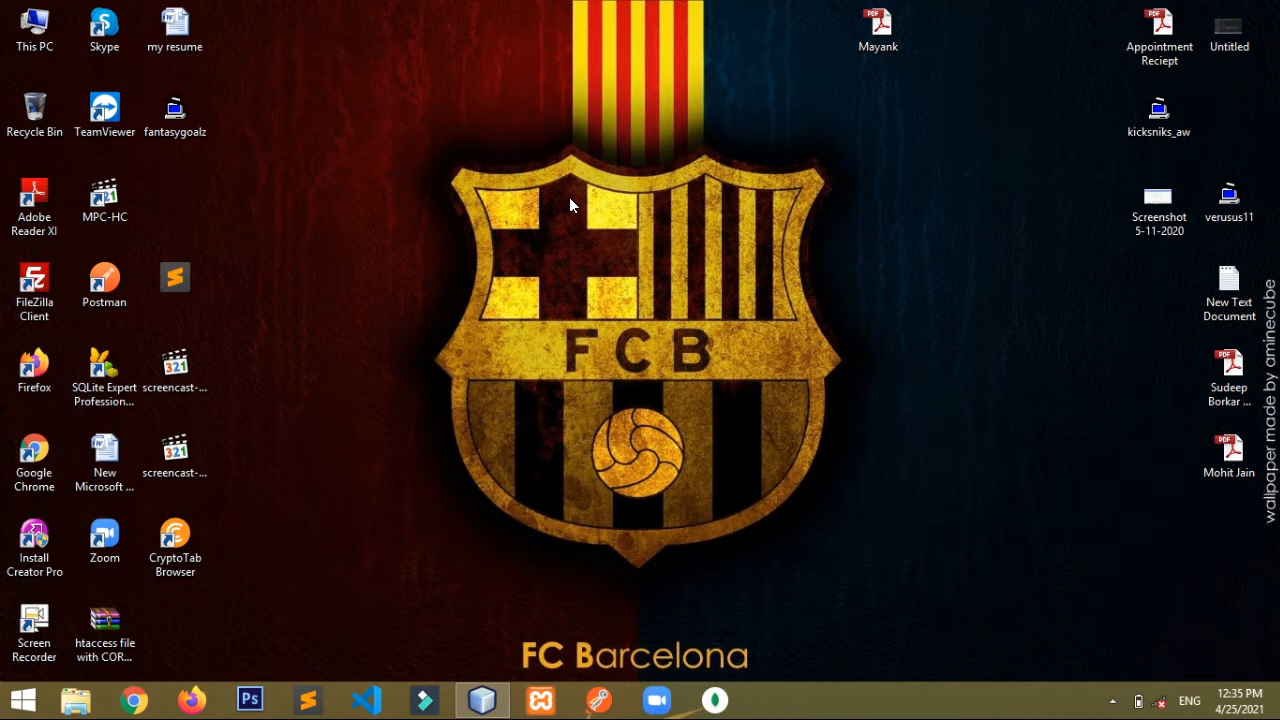 This PC
Skype
my resume
Mayank
Appointment
Reciept
Untitled
Recycle Bin
TeamViewer
fantasygoalz
kicksniks_aw
Adobe
Reader XI
MPC-HC
Screenshot
5-11-2020
verusus11
FileZilla
Client
Postman
New Text
Document
Firefox
SQLite Expert
Profession...
screencast-...
Sudeep
Borkar ...
Google
Chrome
New
Microsoft ...
screencast-...
Mohit Jain
Install
Creator Pro
Zoom
CryptoTab
Browser
Screen
Recorder
htaccess file
with COR...
FCB
FC Barcelona
wallpaper made by aminecube
Ps
ENG
12:35 PM
4/25/2021